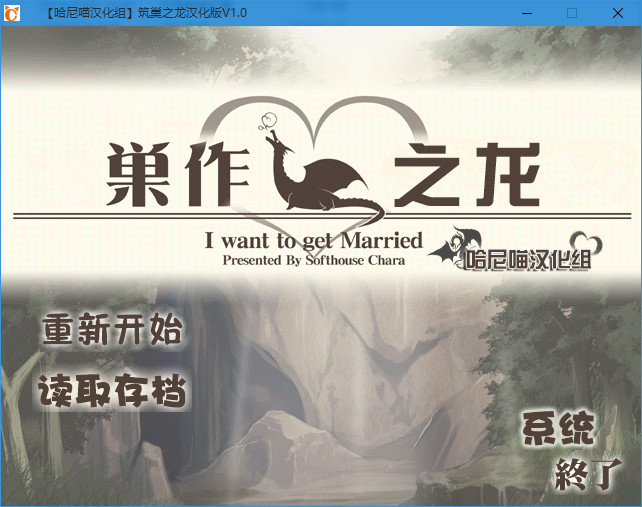 【哈尼喵汉化组】筑巢之龙汉化版V1.0
巣作之龙
I want to get Married
Presented By Softhouse Chara
哈尼喵汉化组
重新开始
读取存档
系统
終了